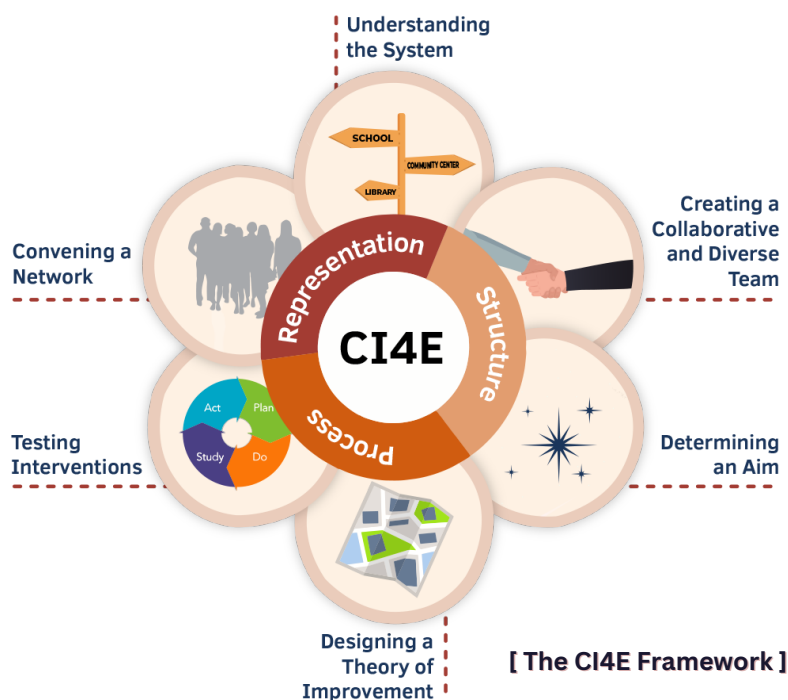 Understanding
the System
SCHOOL
COMMUNITY CENTER
LIBRARY
Creating a
Collaborative
and Diverse
Team
Convening a
Network
Representation
Structure
Process
CI4E
Act
Plan
Study
Do
Testing
Interventions
Determining
an Aim
Designing a
Theory of
Improvement
[ The CI4E Framework ]